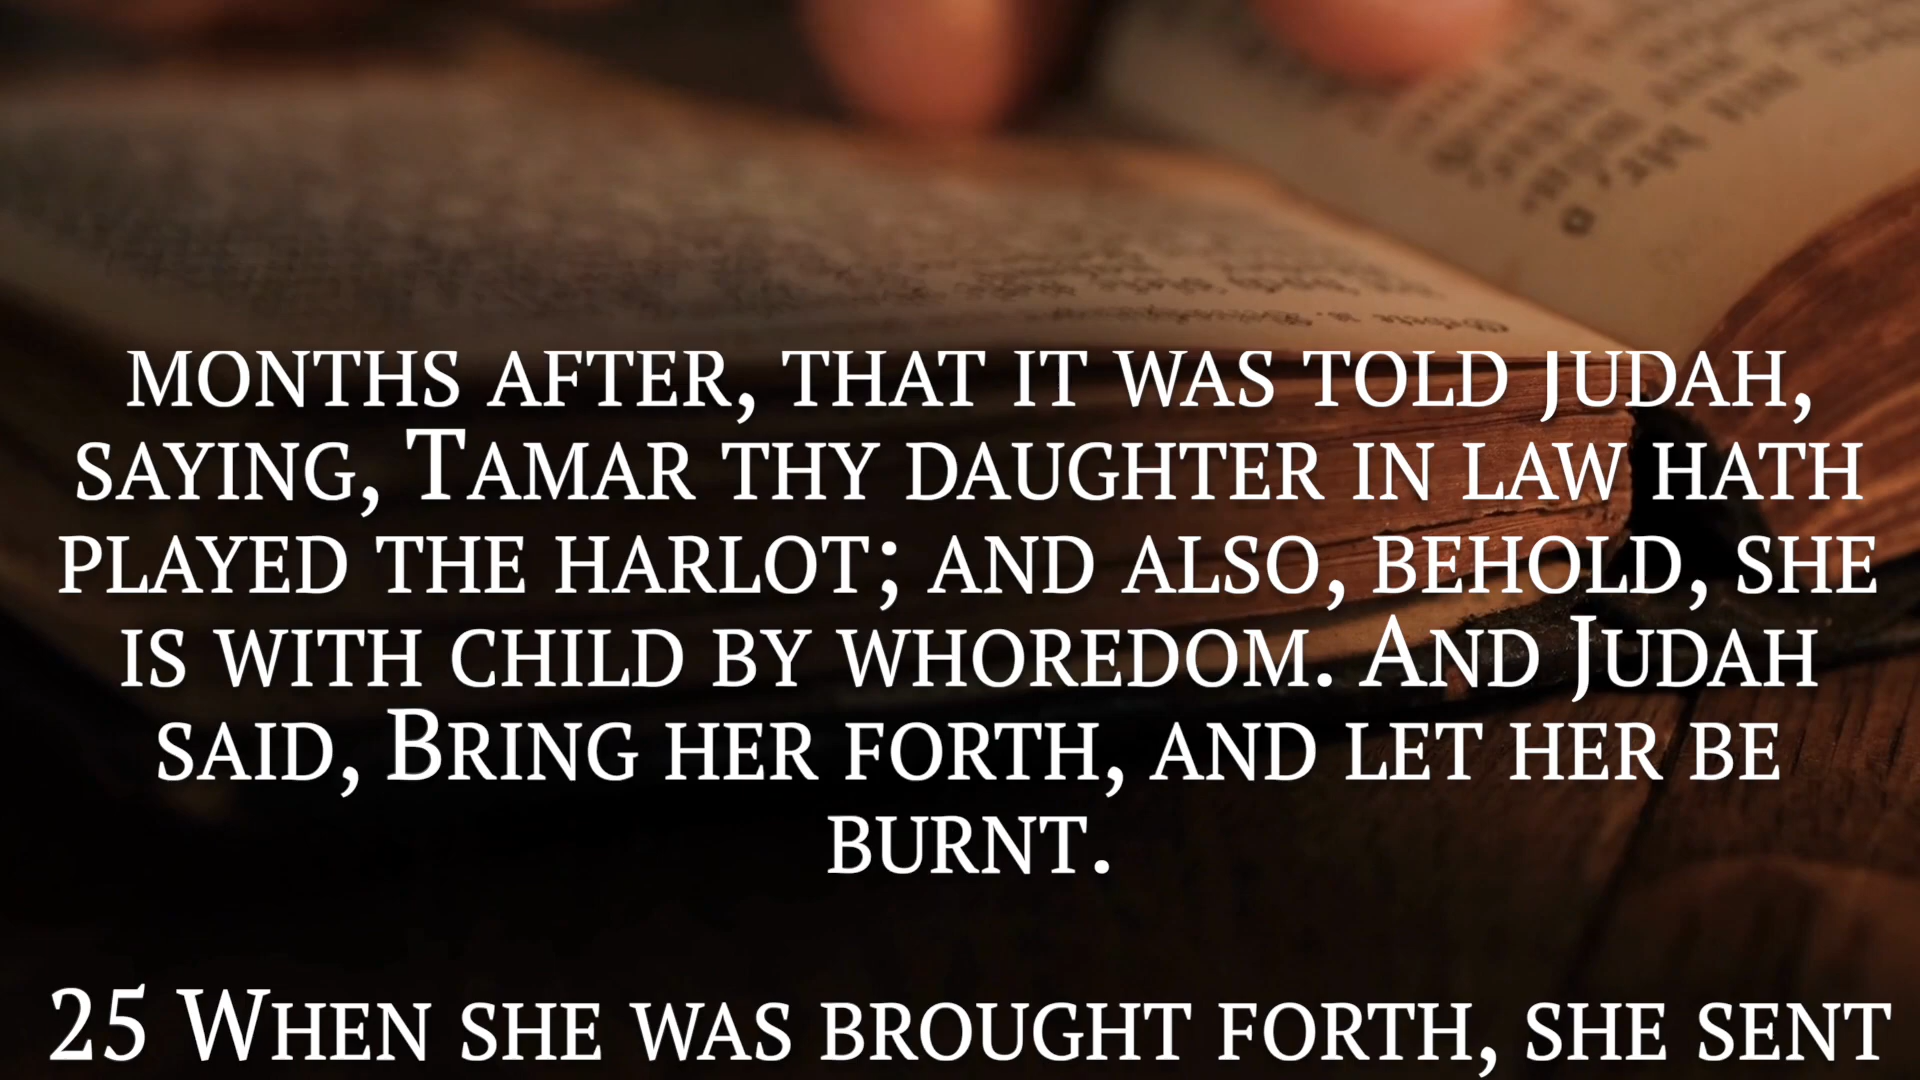 MONTHS AFTER, THAT IT WAS TOLD JUDAH,
SAYING, TAMAR THY DAUGHTER IN LAW HATH
PLAYED THE HARLOT; AND ALSO, BEHOLD, SHE
IS WITH CHILD BY WHOREDOM. AND JUDAH
SAID, BRING HER FORTH, AND LET HER BE
BURNT.
25 WHEN SHE WAS BROUGHT FORTH, SHE SENT